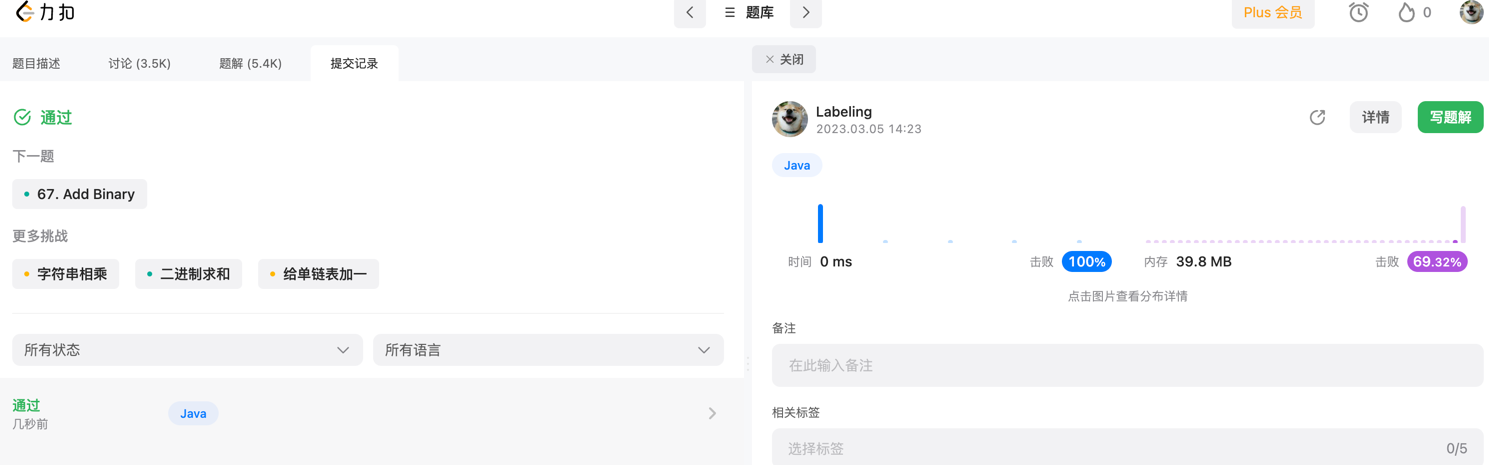 力扣
题库
Plus 会员
0
题目描述
讨论 (3.5K)
题解 (5.4K)
提交记录
通过
下一题
67. Add Binary
更多挑战
字符串相乘
二进制求和
给单链表加一
所有状态
所有语言
通过
几秒前
Java
关闭
Labeling
2023.03.05 14:23
详情
写题解
Java
时间 0 ms
击败 100%
内存 39.8 MB
击败 69.32%
点击图片查看分布详情
备注
在此输入备注
相关标签
选择标签
0/5